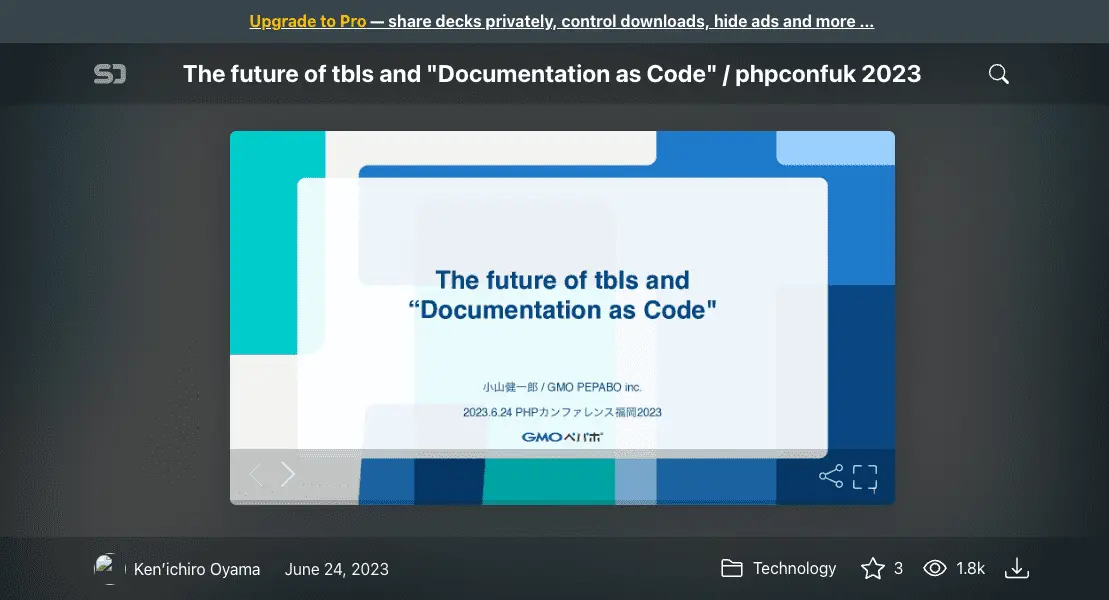 Upgrade to Pro — share decks privately, control downloads, hide ads and more …
SD
The future of tbls and "Documentation as Code" / phpconfuk 2023
The future of tbls and
“Documentation as Code"
小山健一郎 / GMO PEPABO inc.
2023.6.24 PHPカンファレンス福岡2023
GMOペパボ
Ken’ichiro Oyama
June 24, 2023
Technology
3
1.8k